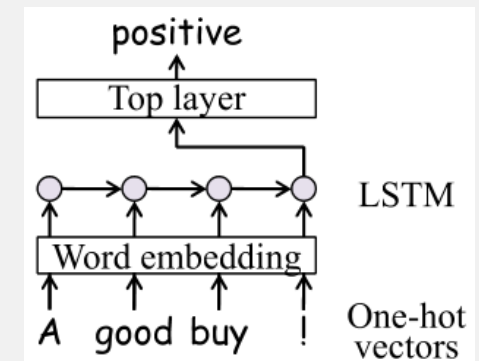 positive
Top layer
LSTM
Word embedding
A good buy !
One-hot
vectors